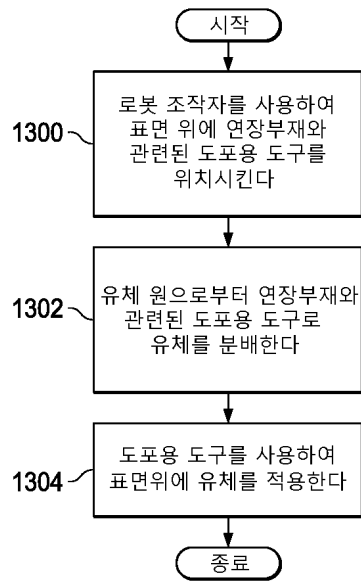 시작
1300
로봇 조작자를 사용하여
표면 위에 연장부재와
관련된 도포용 도구를
위치시킨다
1302
유체 원으로부터 연장부재와
관련된 도포용 도구로
유체를 분배한다
1304
도포용 도구를 사용하여
표면위에 유체를 적용한다
종료